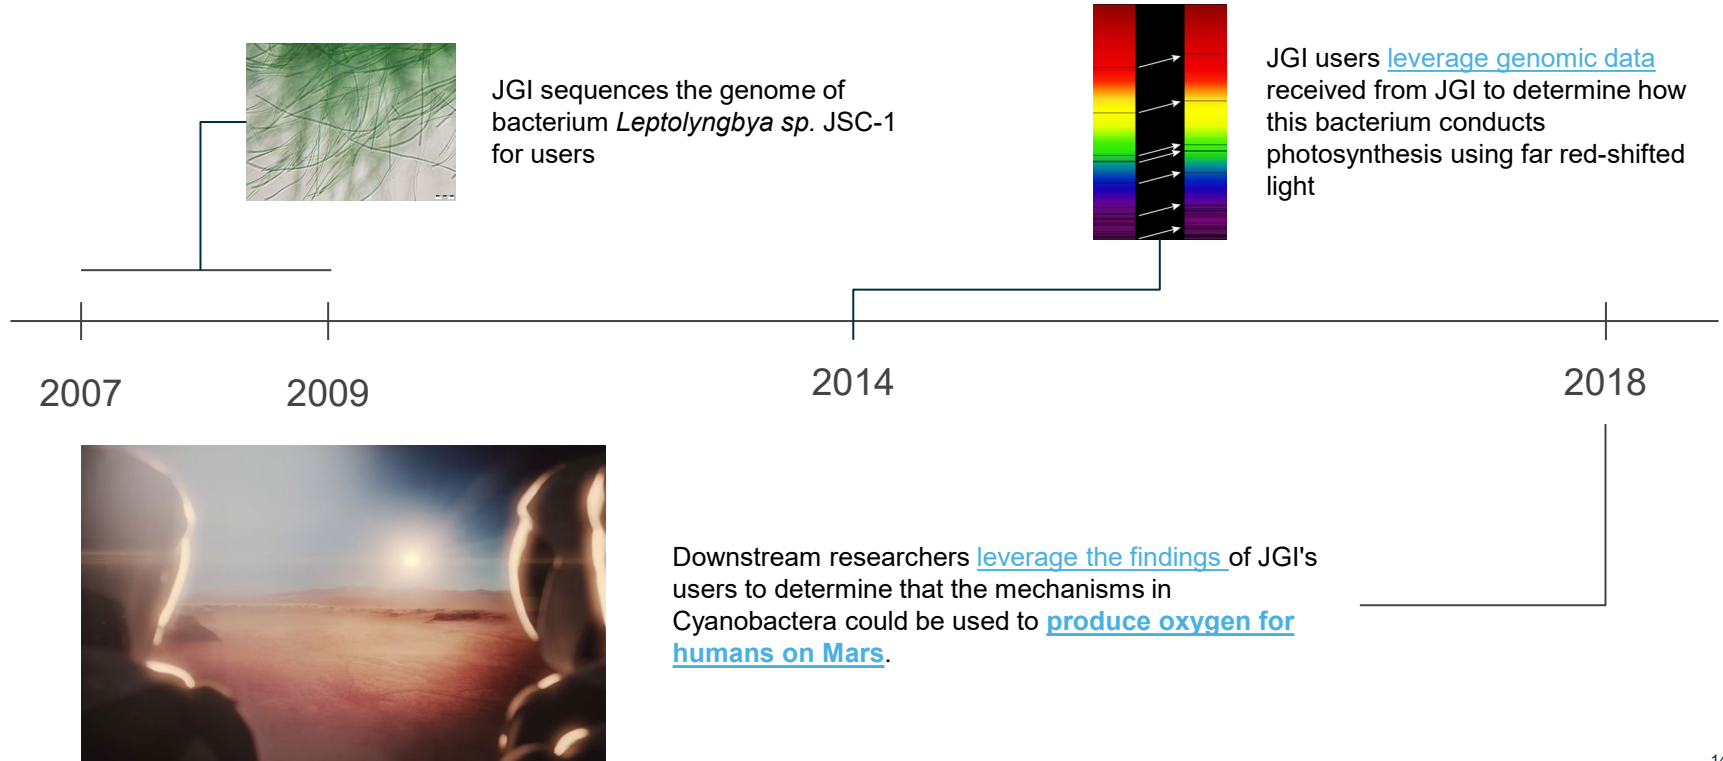 JGI sequences the genome of
bacterium Leptolyngbya sp. JSC-1
for users
JGI users leverage genomic data
received from JGI to determine how
this bacterium conducts
photosynthesis using far red-shifted
light
2007
2009
2014
2018
Downstream researchers leverage the findings of JGI's
users to determine that the mechanisms in
Cyanobactera could be used to produce oxygen for
humans on Mars.